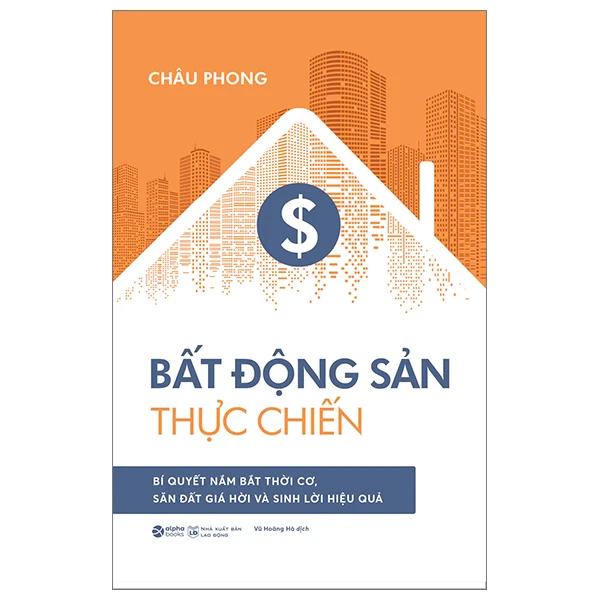 CHÂU PHONG
$
BẤT ĐỘNG SẢN
THỰC CHIẾN
BÍ QUYẾT NẮM BẮT THỜI CƠ,
SĂN ĐẤT GIÁ HỜI VÀ SINH LỜI HIỆU QUẢ
alpha books LĐ NHÀ XUẤT BẢN LAO ĐỘNG Vũ Hoàng Hà dịch